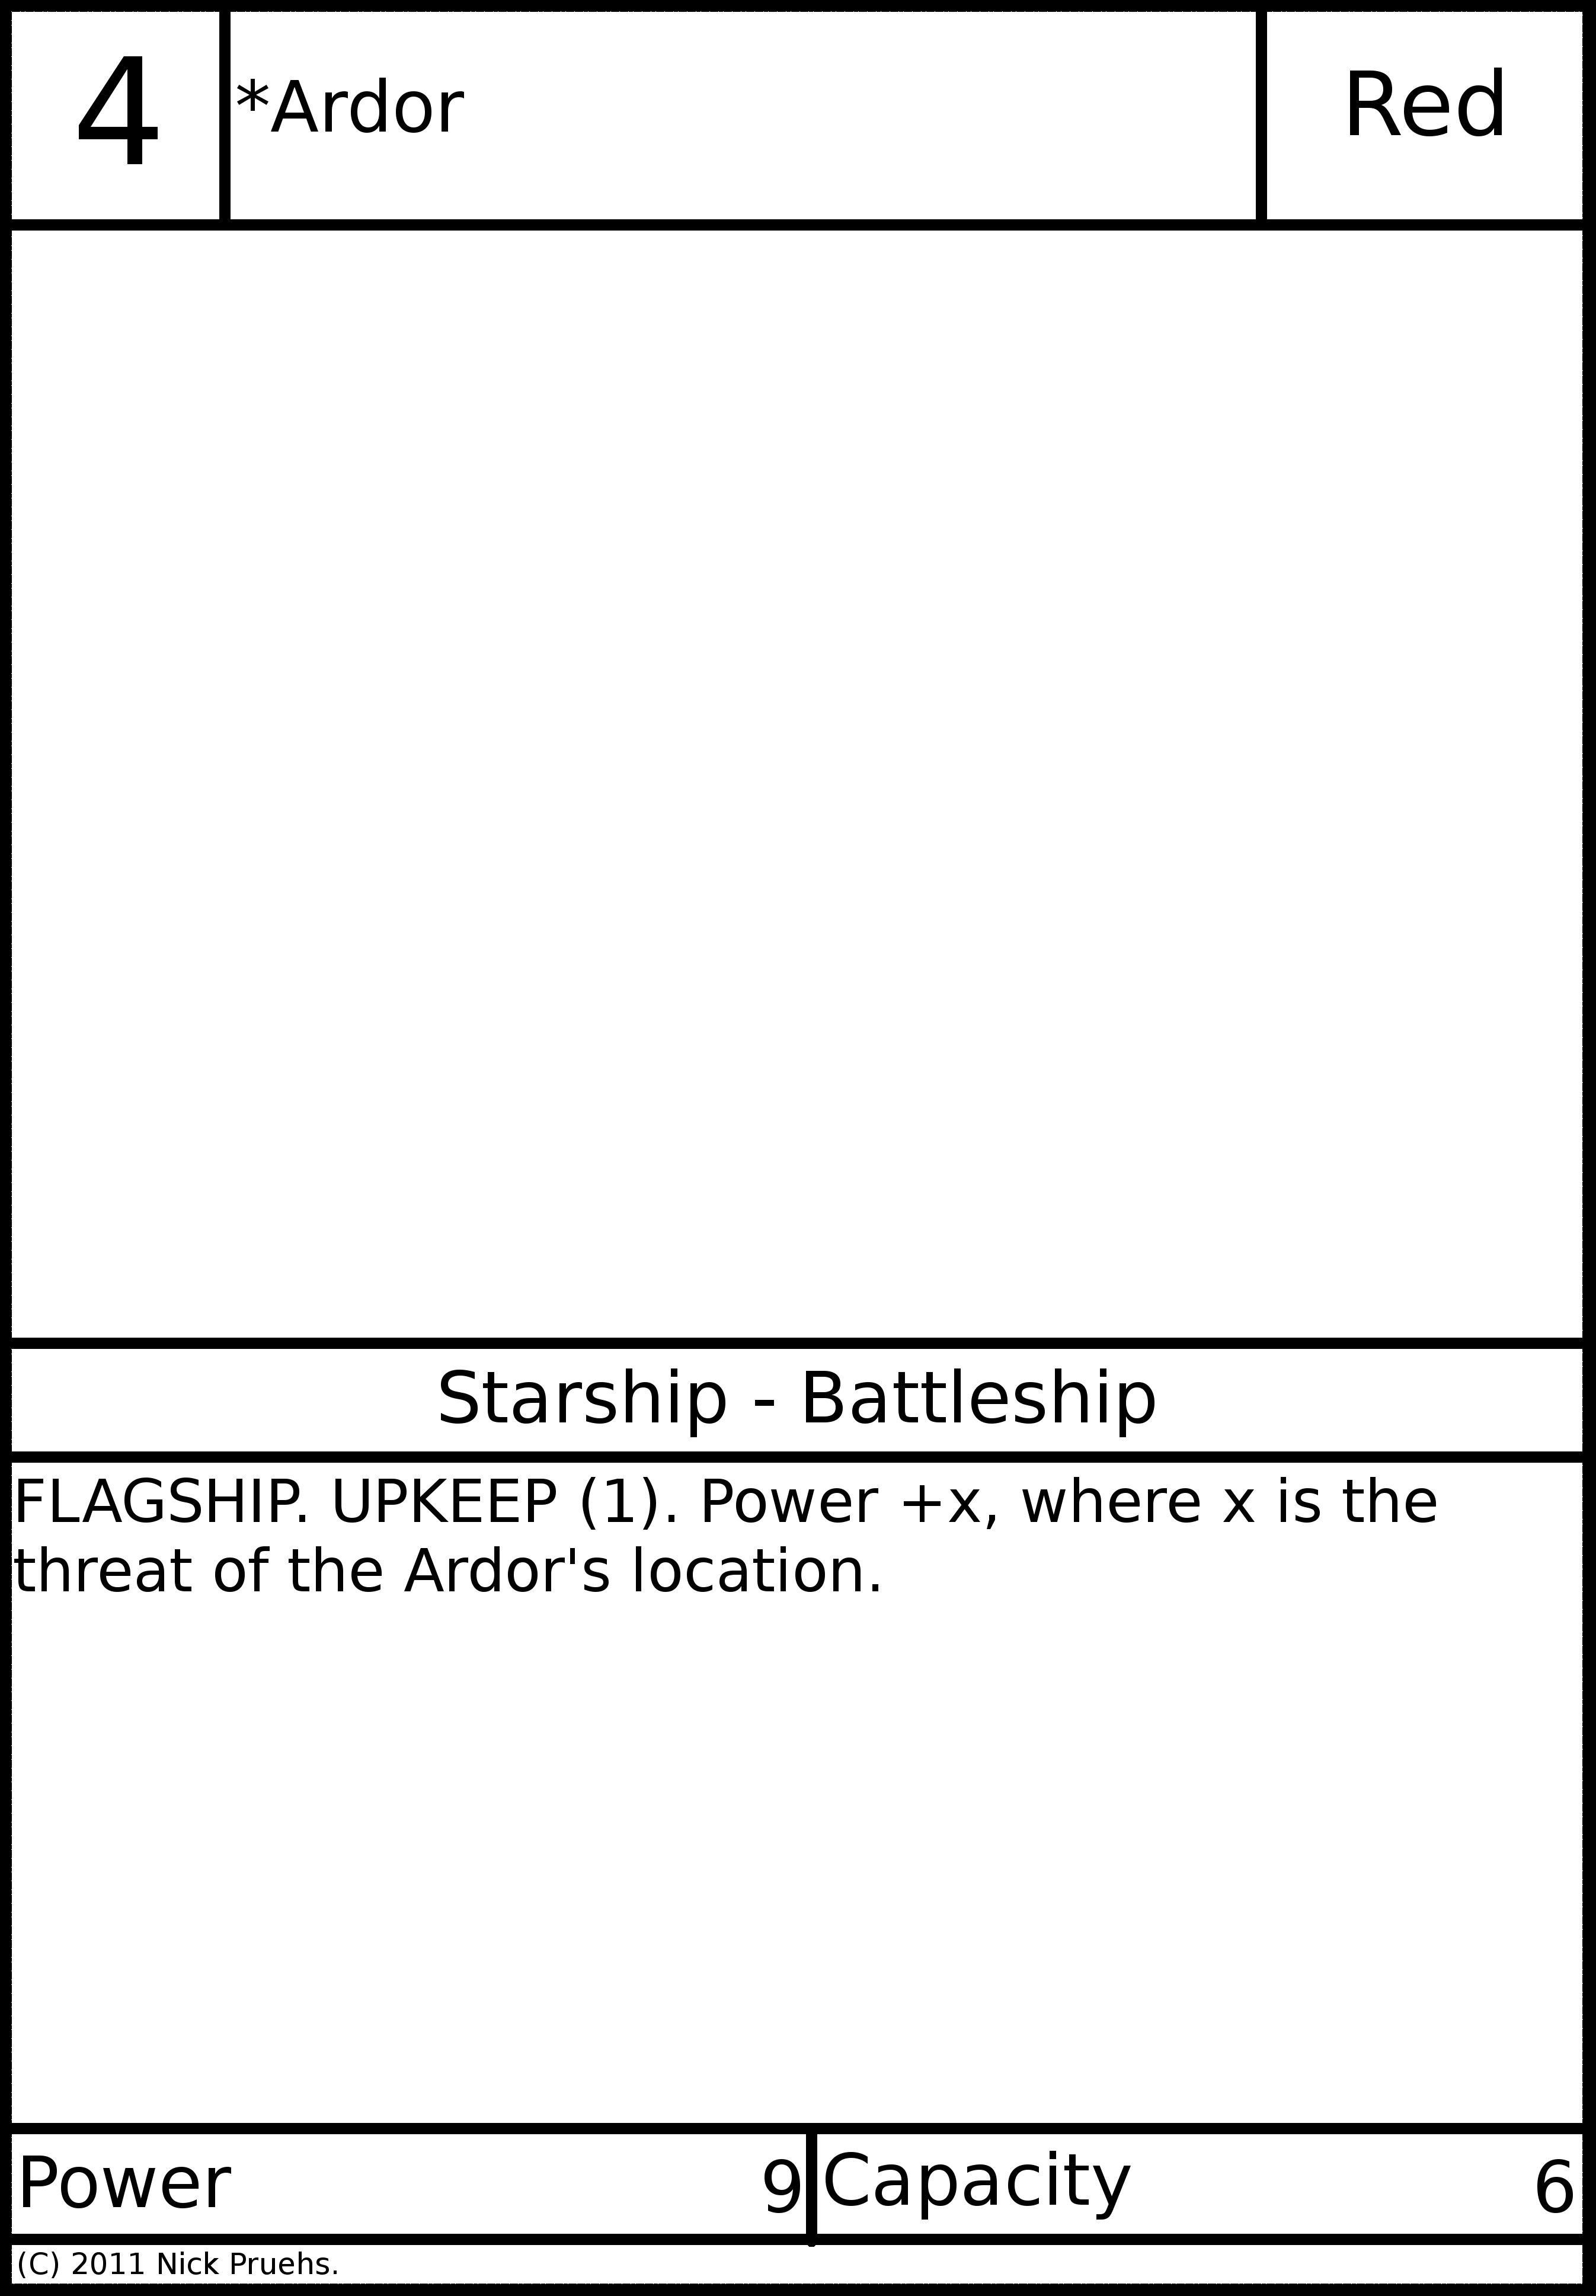 4
*Ardor
Red
Starship - Battleship
FLAGSHIP. UPKEEP (1). Power +x, where x is the
threat of the Ardor's location.
Power 9
Capacity 6
(C) 2011 Nick Pruehs.